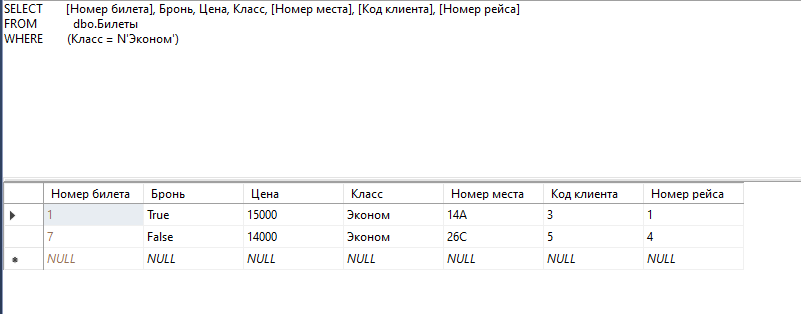 SELECT [Номер билета], Бронь, Цена, Класс, [Номер места], [Код клиента], [Номер рейса]
FROM dbo.Билеты
WHERE (Класс = N'Эконом')
Номер билета Бронь Цена Класс Номер места Код клиента Номер рейса
1 True 15000 Эконом 14A 3 1
7 False 14000 Эконом 26C 5 4
NULL NULL NULL NULL NULL NULL NULL